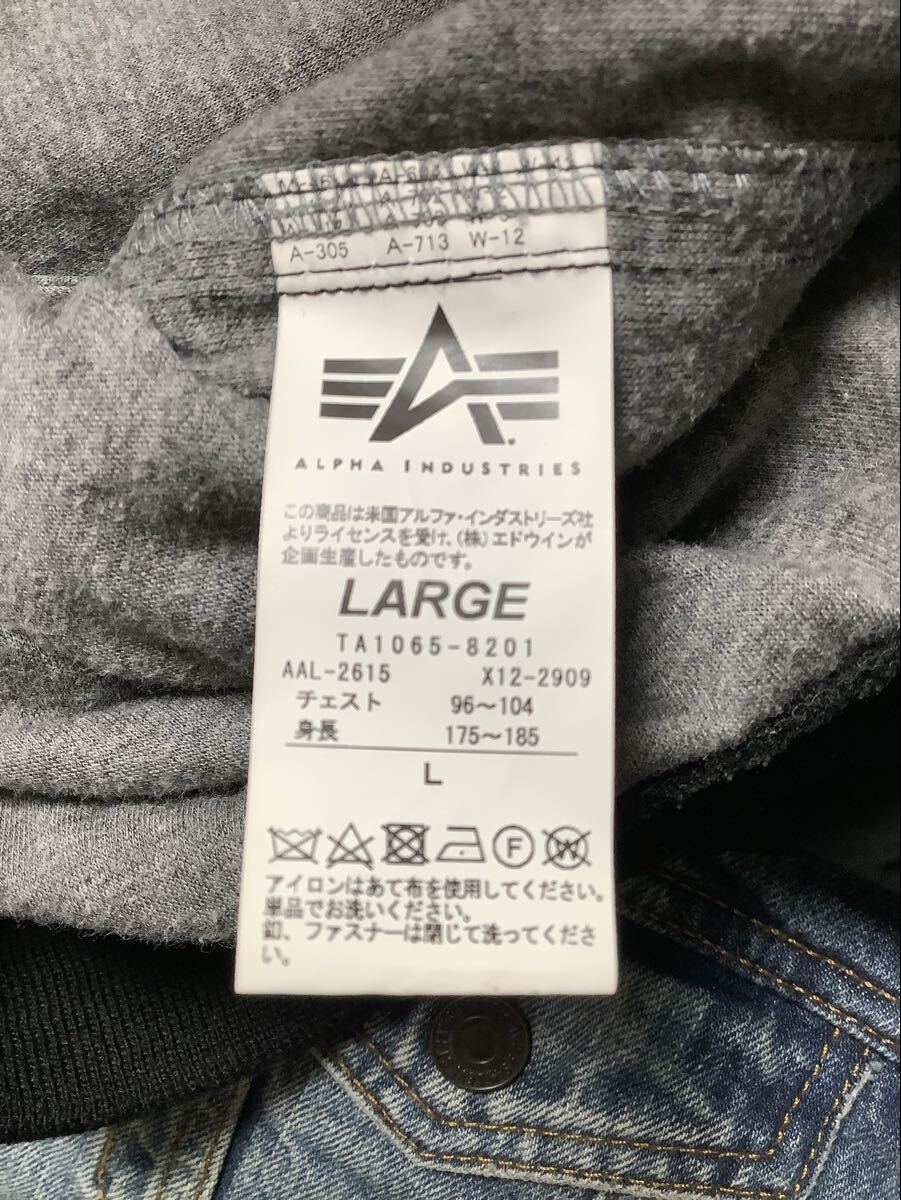 A-305 A-713 W-12
ALPHA INDUSTRIES
この商品は米国アルファ・インダストリーズ社
よりライセンスを受け、(株)エドウインが
企画生産したものです。
LARGE
TA1065-8201
AAL-2615 X12-2909
チェスト 96～104
身長 175～185
L
F W
アイロンはあて布を使用してください。
単品でお洗いください。
釦、ファスナーは閉じて洗ってくださ
い。